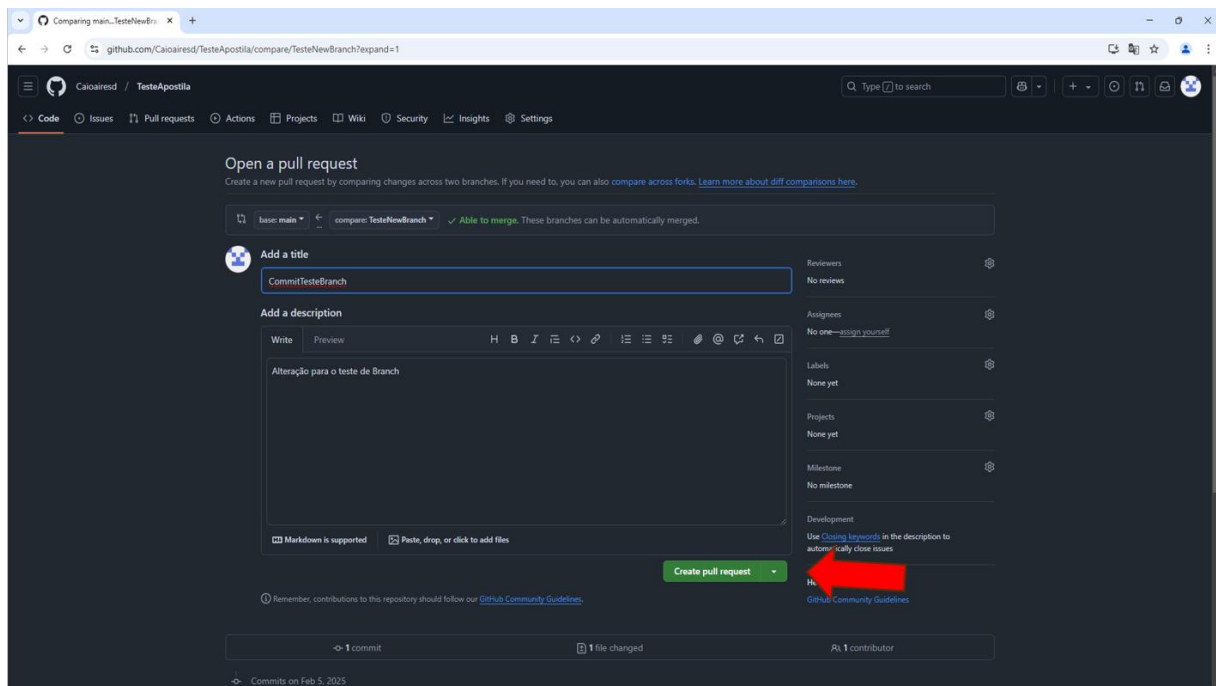 Comparing main...TesteNewBra
github.com/Caioairesd/TesteApostila/compare/TesteNewBranch?expand=1
Caioairesd / TesteApostila
Type / to search
<> Code Issues Pull requests Actions Projects Wiki Security Insights Settings
Open a pull request
Create a new pull request by comparing changes across two branches. If you need to, you can also compare across forks. Learn more about diff comparisons here.
base: main compare: TesteNewBranch Able to merge. These branches can be automatically merged.
Add a title
CommitTesteBranch
Add a description
Write Preview
Alteração para o teste de Branch
Markdown is supported Paste, drop, or click to add files
Create pull request
Remember, contributions to this repository should follow our GitHub Community Guidelines.
Reviewers
No reviews
Assignees
No one—assign yourself
Labels
None yet
Projects
None yet
Milestone
No milestone
Development
Use Closing keywords in the description to
automatically close issues
GitHub Community Guidelines
1 commit 1 file changed 1 contributor
Commits on Feb 5, 2025